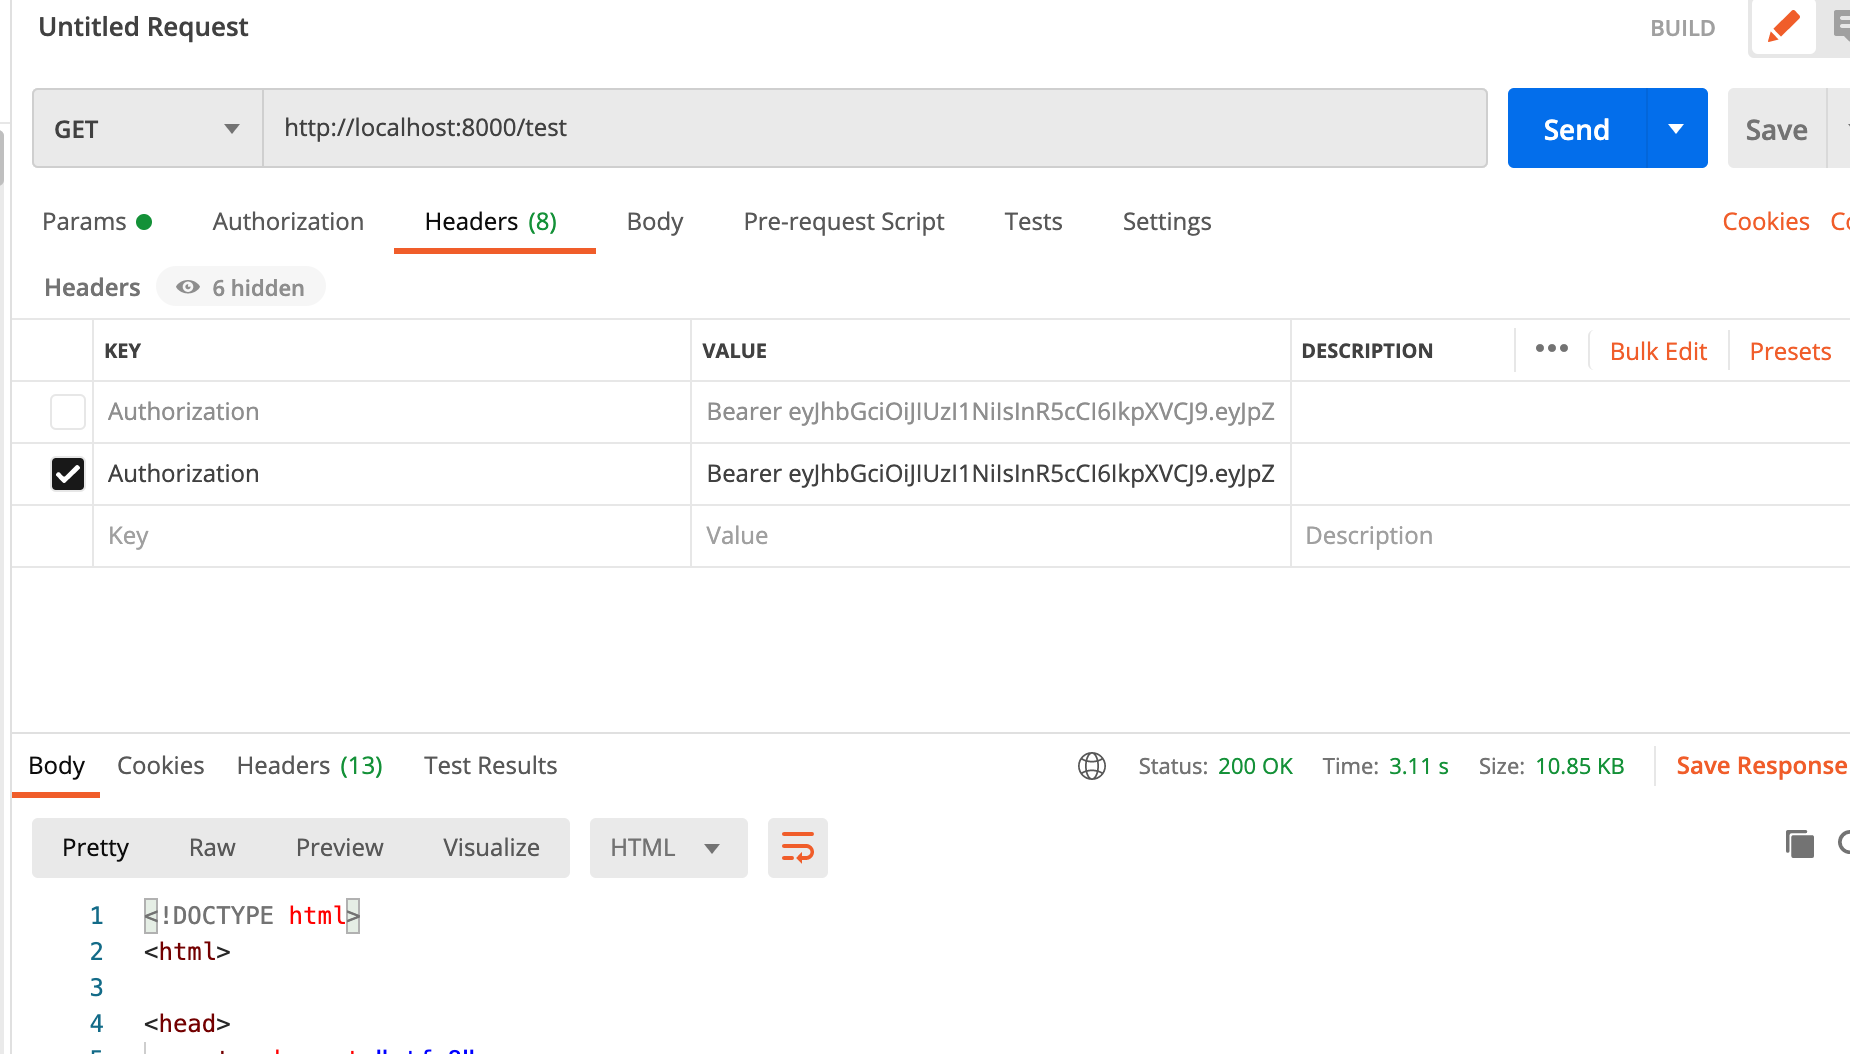 Untitled Request
BUILD
GET
http://localhost:8000/test
Send
Save
Params
Authorization
Headers (8)
Body
Pre-request Script
Tests
Settings
Cookies
Headers
6 hidden
KEY
VALUE
DESCRIPTION
Bulk Edit
Presets
Authorization
Bearer eyJhbGciOiJIUzI1NiIsInR5cCI6IkpXVCJ9.eyJpZ
Authorization
Bearer eyJhbGciOiJIUzI1NiIsInR5cCI6IkpXVCJ9.eyJpZ
Key
Value
Description
Body
Cookies
Headers (13)
Test Results
Status: 200 OK
Time: 3.11 s
Size: 10.85 KB
Save Response
Pretty
Raw
Preview
Visualize
HTML
1 <!DOCTYPE html>
2 <html>
3
4 <head>